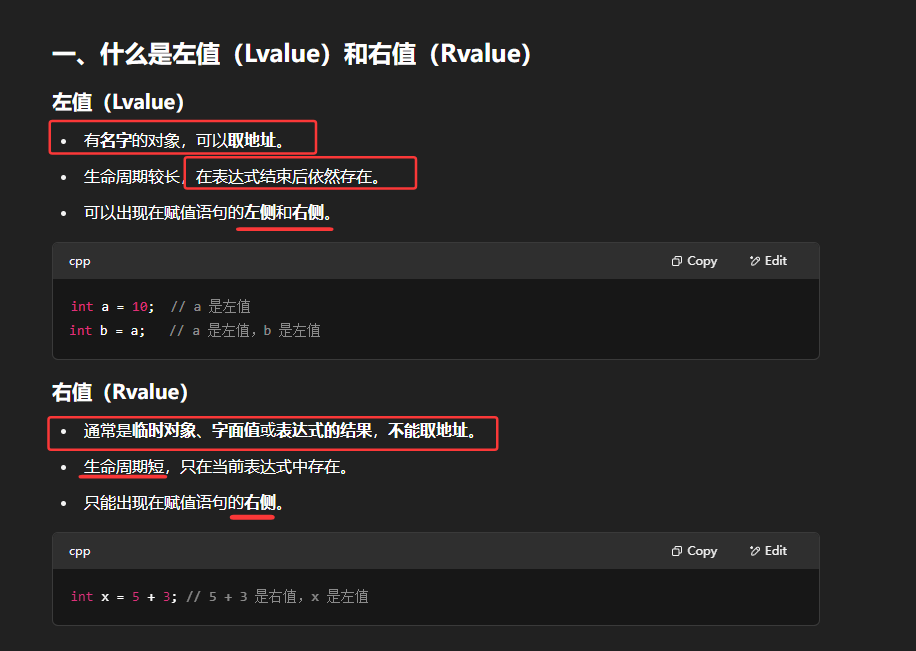 一、什么是左值（Lvalue）和右值（Rvalue）
左值（Lvalue）
• 有名字的对象，可以取地址。
• 生命周期较长，在表达式结束后依然存在。
• 可以出现在赋值语句的左侧和右侧。
cpp Copy Edit
int a = 10;  // a 是左值
int b = a;   // a 是左值，b 是左值
右值（Rvalue）
• 通常是临时对象、字面值或表达式的结果，不能取地址。
• 生命周期短，只在当前表达式中存在。
• 只能出现在赋值语句的右侧。
cpp Copy Edit
int x = 5 + 3; // 5 + 3 是右值，x 是左值